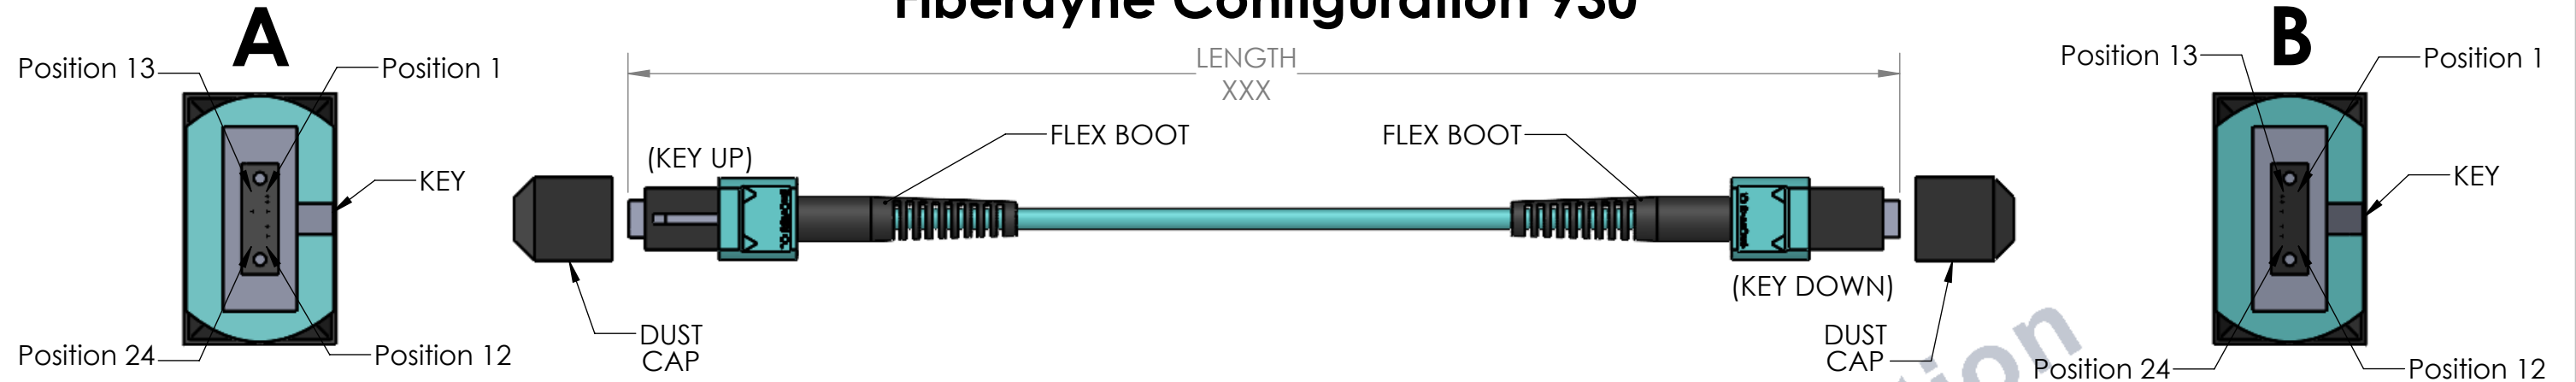 Fiberdyne Configuration 930
A
Position 13
Position 1
KEY
Position 24
Position 12
LENGTH
XXX
(KEY UP)
FLEX BOOT
FLEX BOOT
(KEY DOWN)
DUST
CAP
DUST
CAP
B
Position 13
Position 1
KEY
Position 24
Position 12